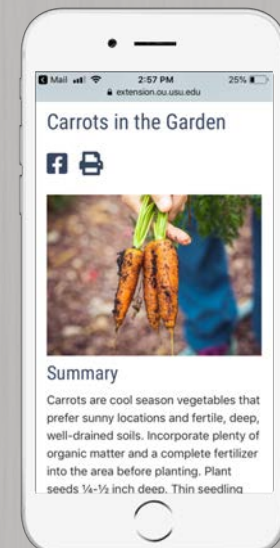 Mail 2:57 PM 25%
extension.ou.usu.edu
Carrots in the Garden
Summary
Carrots are cool season vegetables that
prefer sunny locations and fertile, deep,
well-drained soils. Incorporate plenty of
organic matter and a complete fertilizer
into the area before planting. Plant
seeds ¼-½ inch deep. Thin seedling